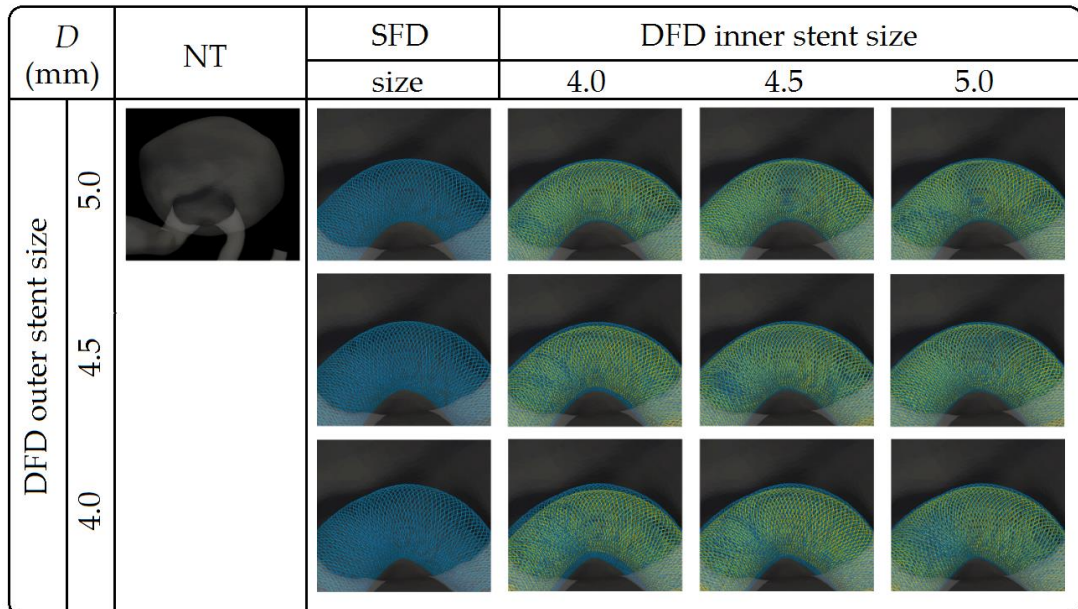 D
(mm)
NT
SFD
DFD inner stent size
size
4.0
4.5
5.0
DFD outer stent size
5.0
4.5
4.0